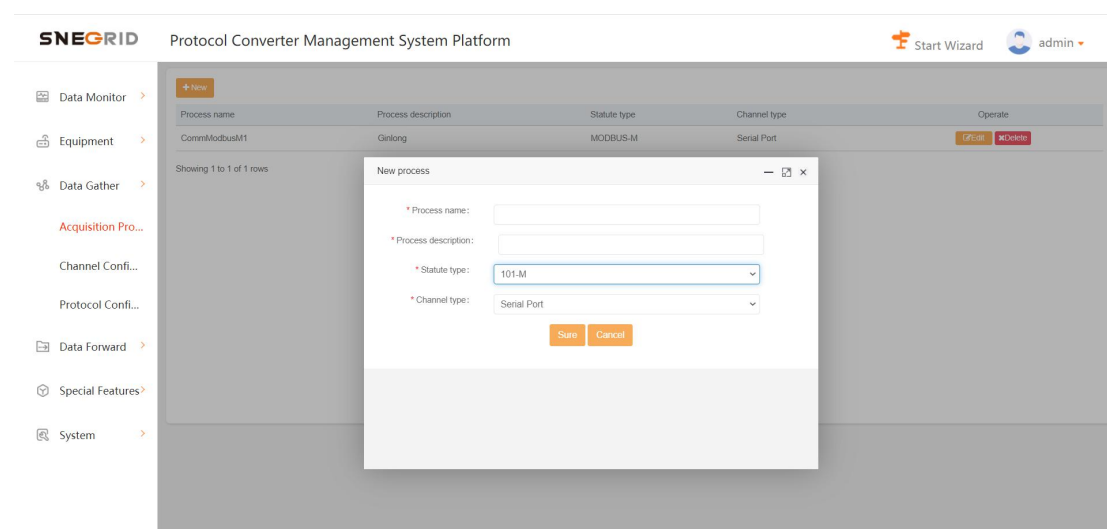 SNEGRID
Protocol Converter Management System Platform
Start Wizard
admin
Data Monitor
Equipment
Data Gather
Acquisition Pro...
Channel Confi...
Protocol Confi...
Data Forward
Special Features
System
+ New
Process name Process description Statute type Channel type Operate
CommModbusM1 Ginlong MODBUS-M Serial Port Edit Delete
Showing 1 to 1 of 1 rows
New process
* Process name:
* Process description:
* Statute type: 101-M
* Channel type: Serial Port
Sure Cancel